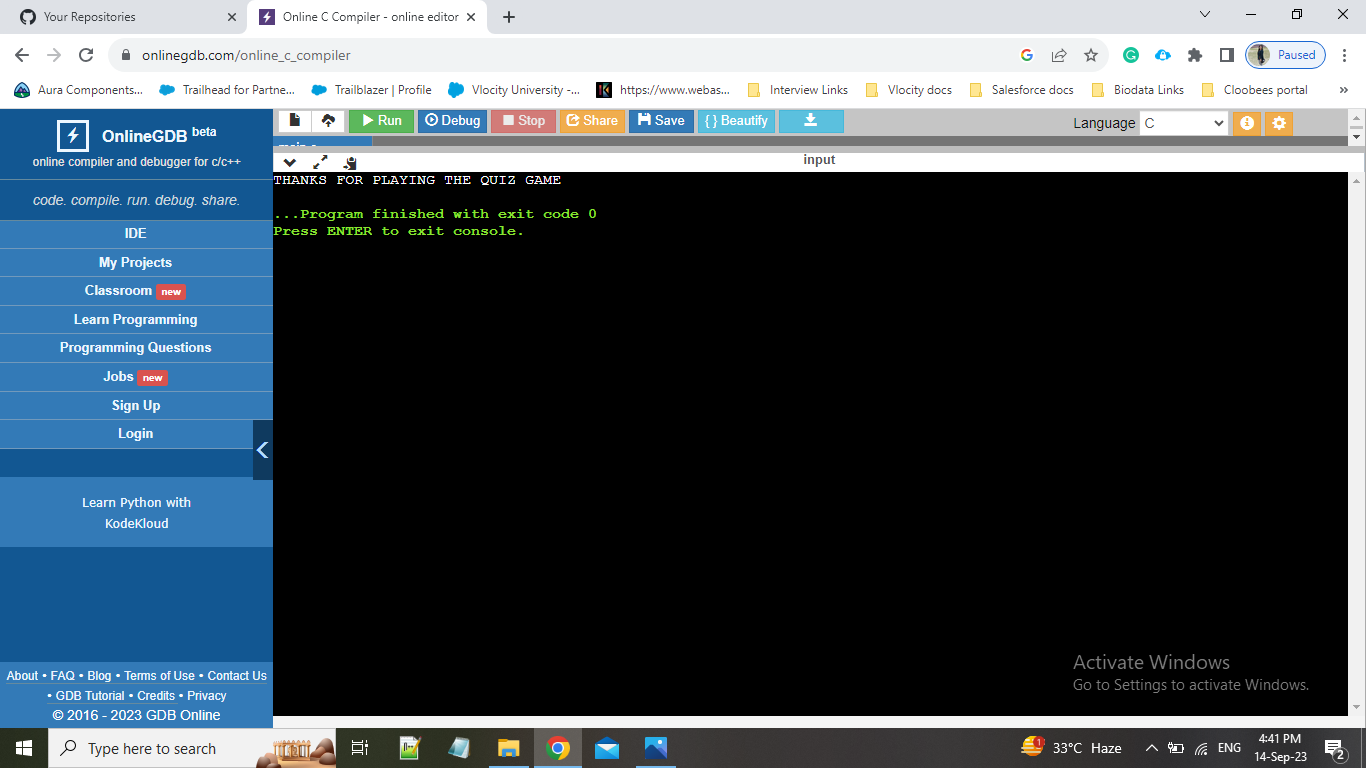 Your Repositories
Online C Compiler - online editor
onlinegdb.com/online_c_compiler
Paused
Aura Components...
Trailhead for Partne...
Trailblazer | Profile
Vlocity University -...
https://www.webas...
Interview Links
Vlocity docs
Salesforce docs
Biodata Links
Cloobees portal
»
OnlineGDB beta
online compiler and debugger for c/c++
code. compile. run. debug. share.
IDE
My Projects
Classroom new
Learn Programming
Programming Questions
Jobs new
Sign Up
Login
Learn Python with
KodeKloud
About • FAQ • Blog • Terms of Use • Contact Us
• GDB Tutorial • Credits • Privacy
© 2016 - 2023 GDB Online
Run
Debug
Stop
Share
Save
{ } Beautify
Language C
input
THANKS FOR PLAYING THE QUIZ GAME
...Program finished with exit code 0
Press ENTER to exit console.
Activate Windows
Go to Settings to activate Windows.
Type here to search
1
33°C Haze
ENG
4:41 PM
14-Sep-23
2